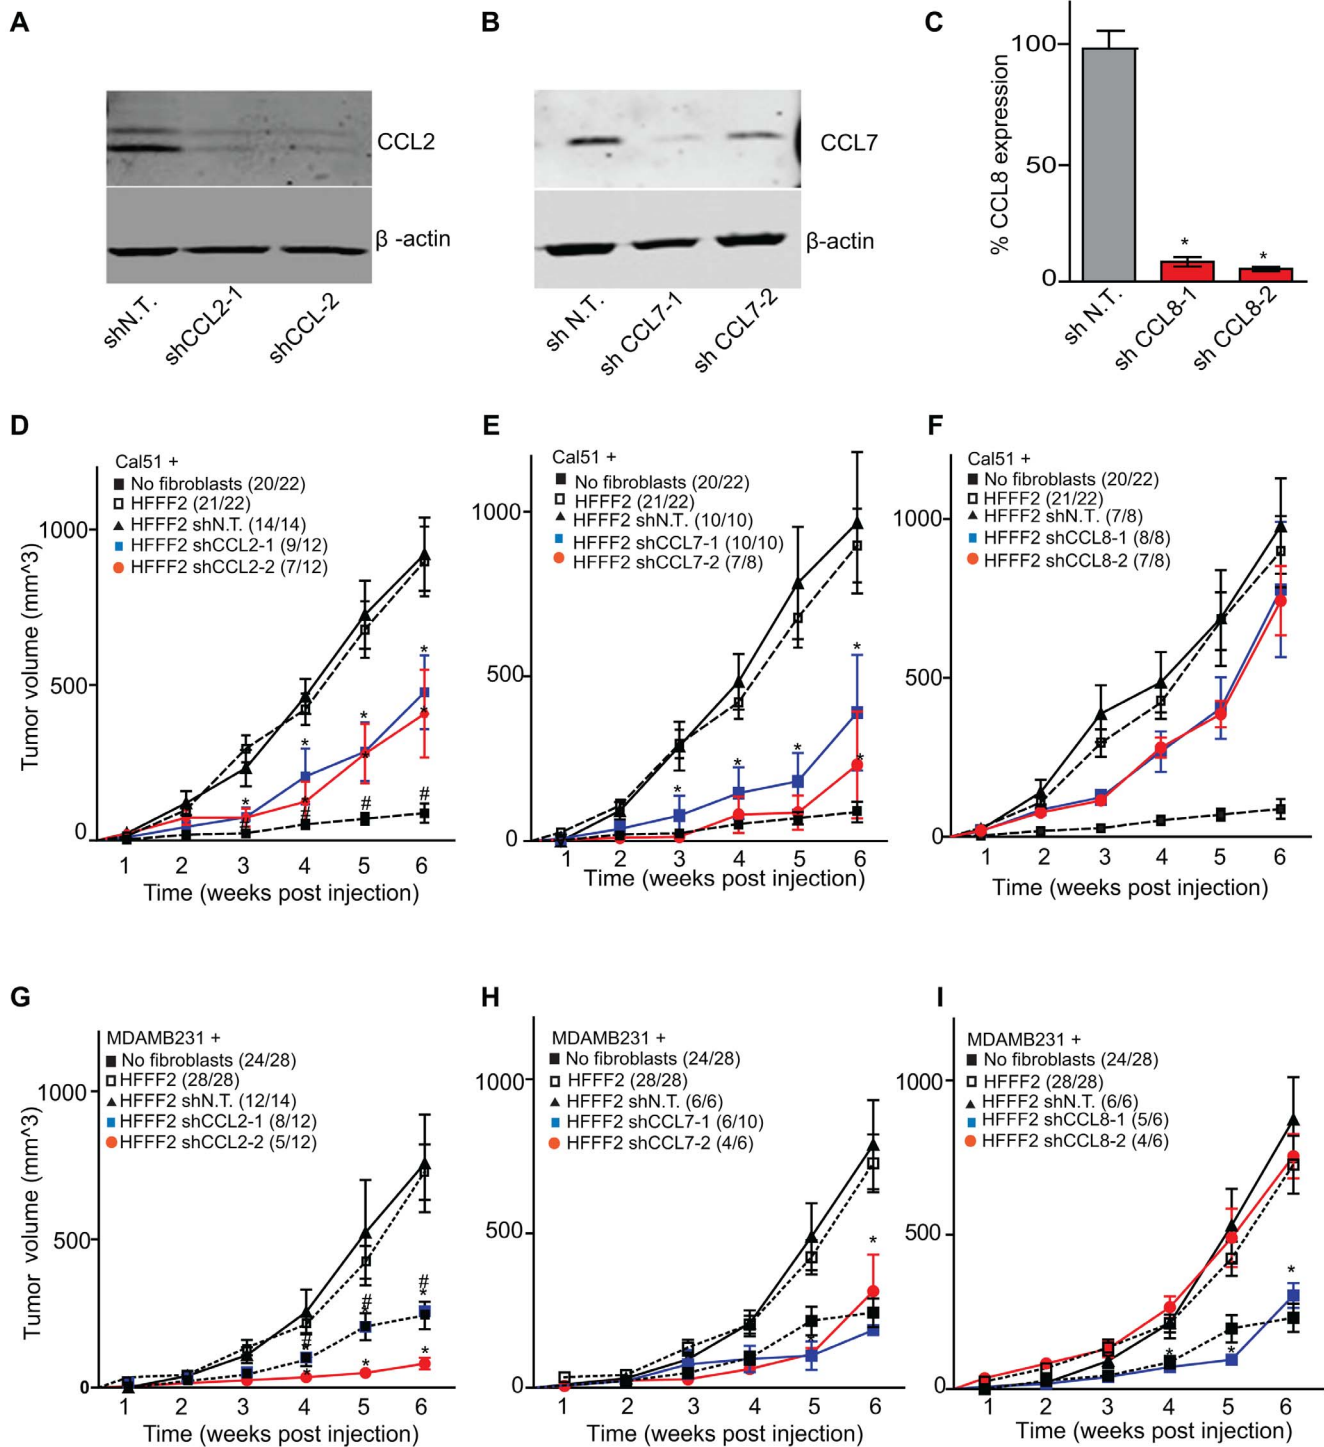 A
CCL2
β -actin
shN.T.
shCCL2-1
shCCL-2
B
CCL7
β-actin
sh N.T.
sh CCL7-1
sh CCL7-2
C
% CCL8 expression
100
50
0
*
*
sh N.T.
sh CCL8-1
sh CCL8-2
D
Cal51 +
No fibroblasts (20/22)
HFFF2 (21/22)
HFFF2 shN.T. (14/14)
HFFF2 shCCL2-1 (9/12)
HFFF2 shCCL2-2 (7/12)
Tumor volume (mm^3)
1000
500
0
1 2 3 4 5 6
Time (weeks post injection)
E
Cal51 +
No fibroblasts (20/22)
HFFF2 (21/22)
HFFF2 shN.T. (10/10)
HFFF2 shCCL7-1 (10/10)
HFFF2 shCCL7-2 (7/8)
1000
500
0
1 2 3 4 5 6
Time (weeks post injection)
F
Cal51 +
No fibroblasts (20/22)
HFFF2 (21/22)
HFFF2 shN.T. (7/8)
HFFF2 shCCL8-1 (8/8)
HFFF2 shCCL8-2 (7/8)
1000
500
0
1 2 3 4 5 6
Time (weeks post injection)
G
MDAMB231 +
No fibroblasts (24/28)
HFFF2 (28/28)
HFFF2 shN.T. (12/14)
HFFF2 shCCL2-1 (8/12)
HFFF2 shCCL2-2 (5/12)
Tumor volume (mm^3)
1000
500
0
1 2 3 4 5 6
Time (weeks post injection)
H
MDAMB231 +
No fibroblasts (24/28)
HFFF2 (28/28)
HFFF2 shN.T. (6/6)
HFFF2 shCCL7-1 (6/10)
HFFF2 shCCL7-2 (4/6)
1000
500
0
1 2 3 4 5 6
Time (weeks post injection)
I
MDAMB231 +
No fibroblasts (24/28)
HFFF2 (28/28)
HFFF2 shN.T. (6/6)
HFFF2 shCCL8-1 (5/6)
HFFF2 shCCL8-2 (4/6)
1000
500
0
1 2 3 4 5 6
Time (weeks post injection)